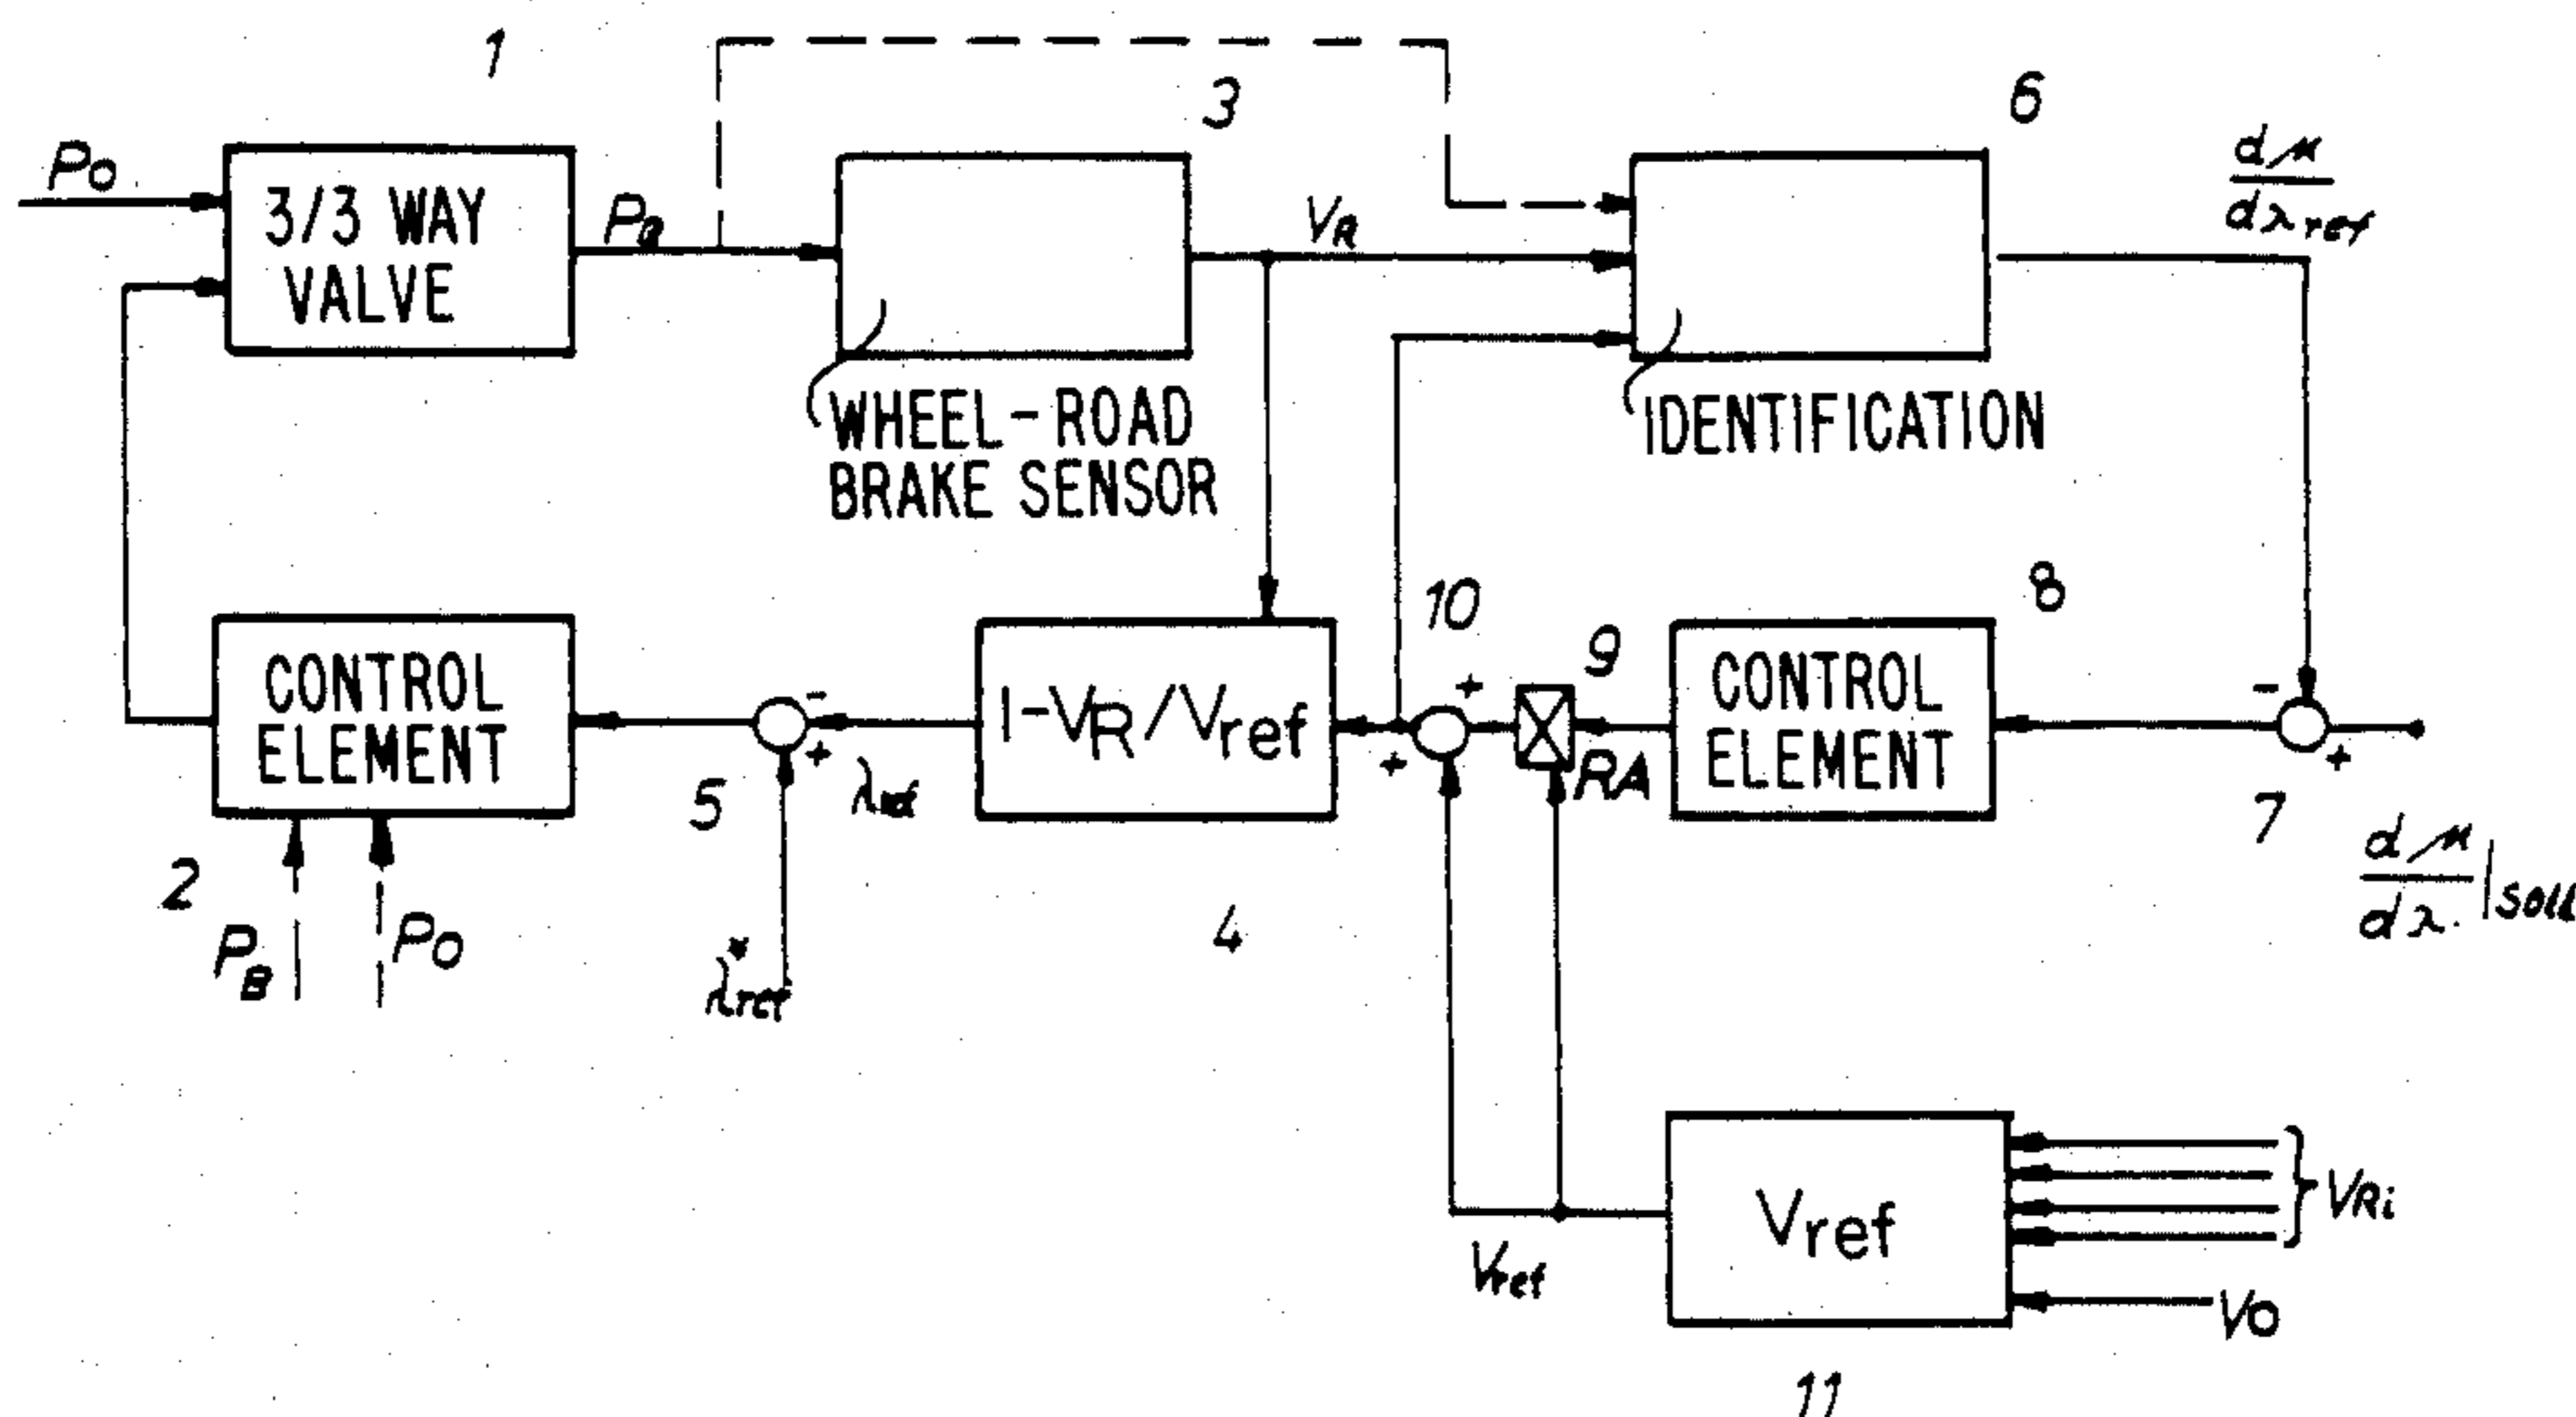 1
3
6
Po
3/3 WAY
VALVE
PB
VR
dμ
dλref
WHEEL-ROAD
BRAKE SENSOR
IDENTIFICATION
10
9
8
CONTROL
ELEMENT
-
+
5
λref
1-VR/Vref
+
+
RA
CONTROL
ELEMENT
-
+
7
2
PB
Po
λ*ref
4
dμ
dλ
|soll
Vref
Vref
VRi
Vo
11